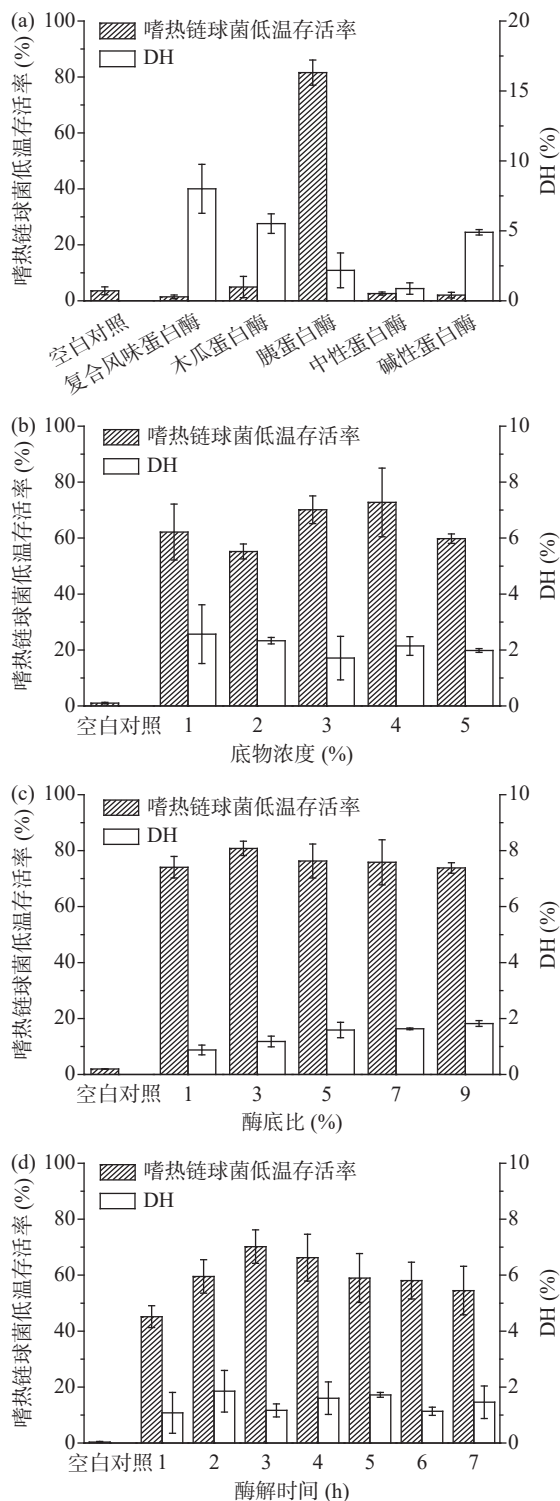 (a)
嗜热链球菌低温存活率
DH
嗜热链球菌低温存活率 (%)
100
80
60
40
20
0
DH (%)
20
15
10
5
0
空白对照
复合风味蛋白酶
木瓜蛋白酶
胰蛋白酶
中性蛋白酶
碱性蛋白酶
(b)
嗜热链球菌低温存活率
DH
嗜热链球菌低温存活率 (%)
100
80
60
40
20
0
DH (%)
10
8
6
4
2
0
空白对照 1 2 3 4 5
底物浓度 (%)
(c)
嗜热链球菌低温存活率
DH
嗜热链球菌低温存活率 (%)
100
80
60
40
20
0
DH (%)
10
8
6
4
2
0
空白对照 1 3 5 7 9
酶底比 (%)
(d)
嗜热链球菌低温存活率
DH
嗜热链球菌低温存活率 (%)
100
80
60
40
20
0
DH (%)
10
8
6
4
2
0
空白对照 1 2 3 4 5 6 7
酶解时间 (h)